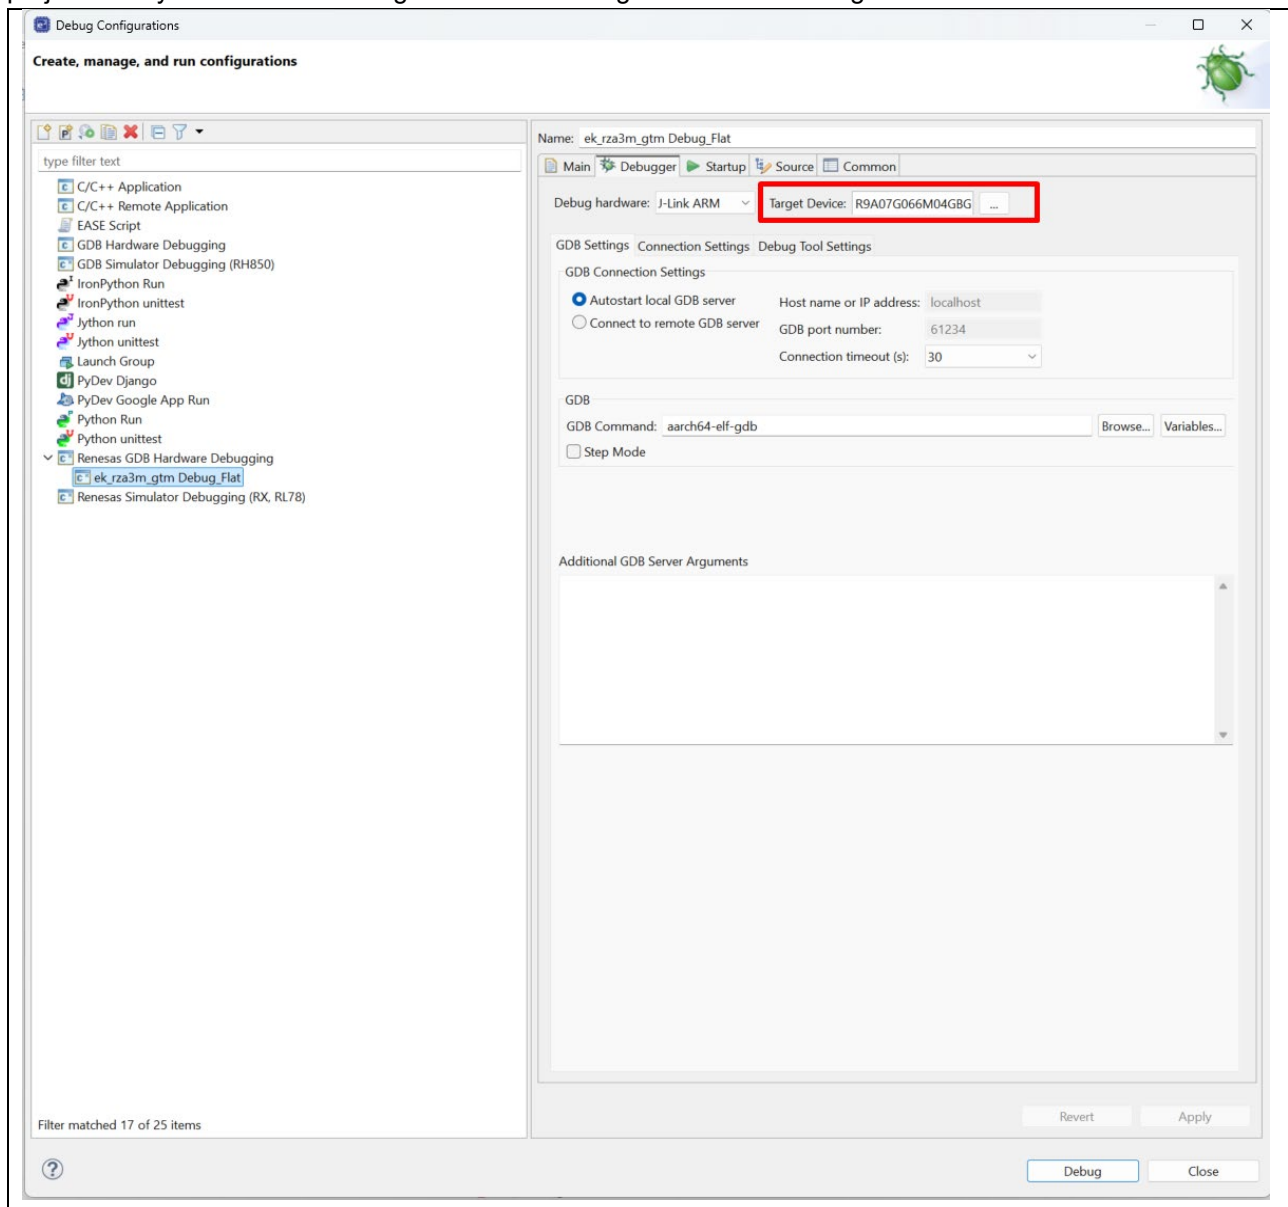 Debug Configurations
Create, manage, and run configurations
type filter text
C/C++ Application
C/C++ Remote Application
EASE Script
GDB Hardware Debugging
GDB Simulator Debugging (RH850)
IronPython Run
IronPython unittest
Jython run
Jython unittest
Launch Group
PyDev Django
PyDev Google App Run
Python Run
Python unittest
Renesas GDB Hardware Debugging
ek_rza3m_gtm Debug_Flat
Renesas Simulator Debugging (RX, RL78)
Filter matched 17 of 25 items
Name: ek_rza3m_gtm Debug_Flat
Main Debugger Startup Source Common
Debug hardware: J-Link ARM Target Device: R9A07G066M04GBG ...
GDB Settings Connection Settings Debug Tool Settings
GDB Connection Settings
Autostart local GDB server Host name or IP address: localhost
Connect to remote GDB server GDB port number: 61234
Connection timeout (s): 30
GDB
GDB Command: aarch64-elf-gdb Browse... Variables...
Step Mode
Additional GDB Server Arguments
Revert Apply
Debug Close